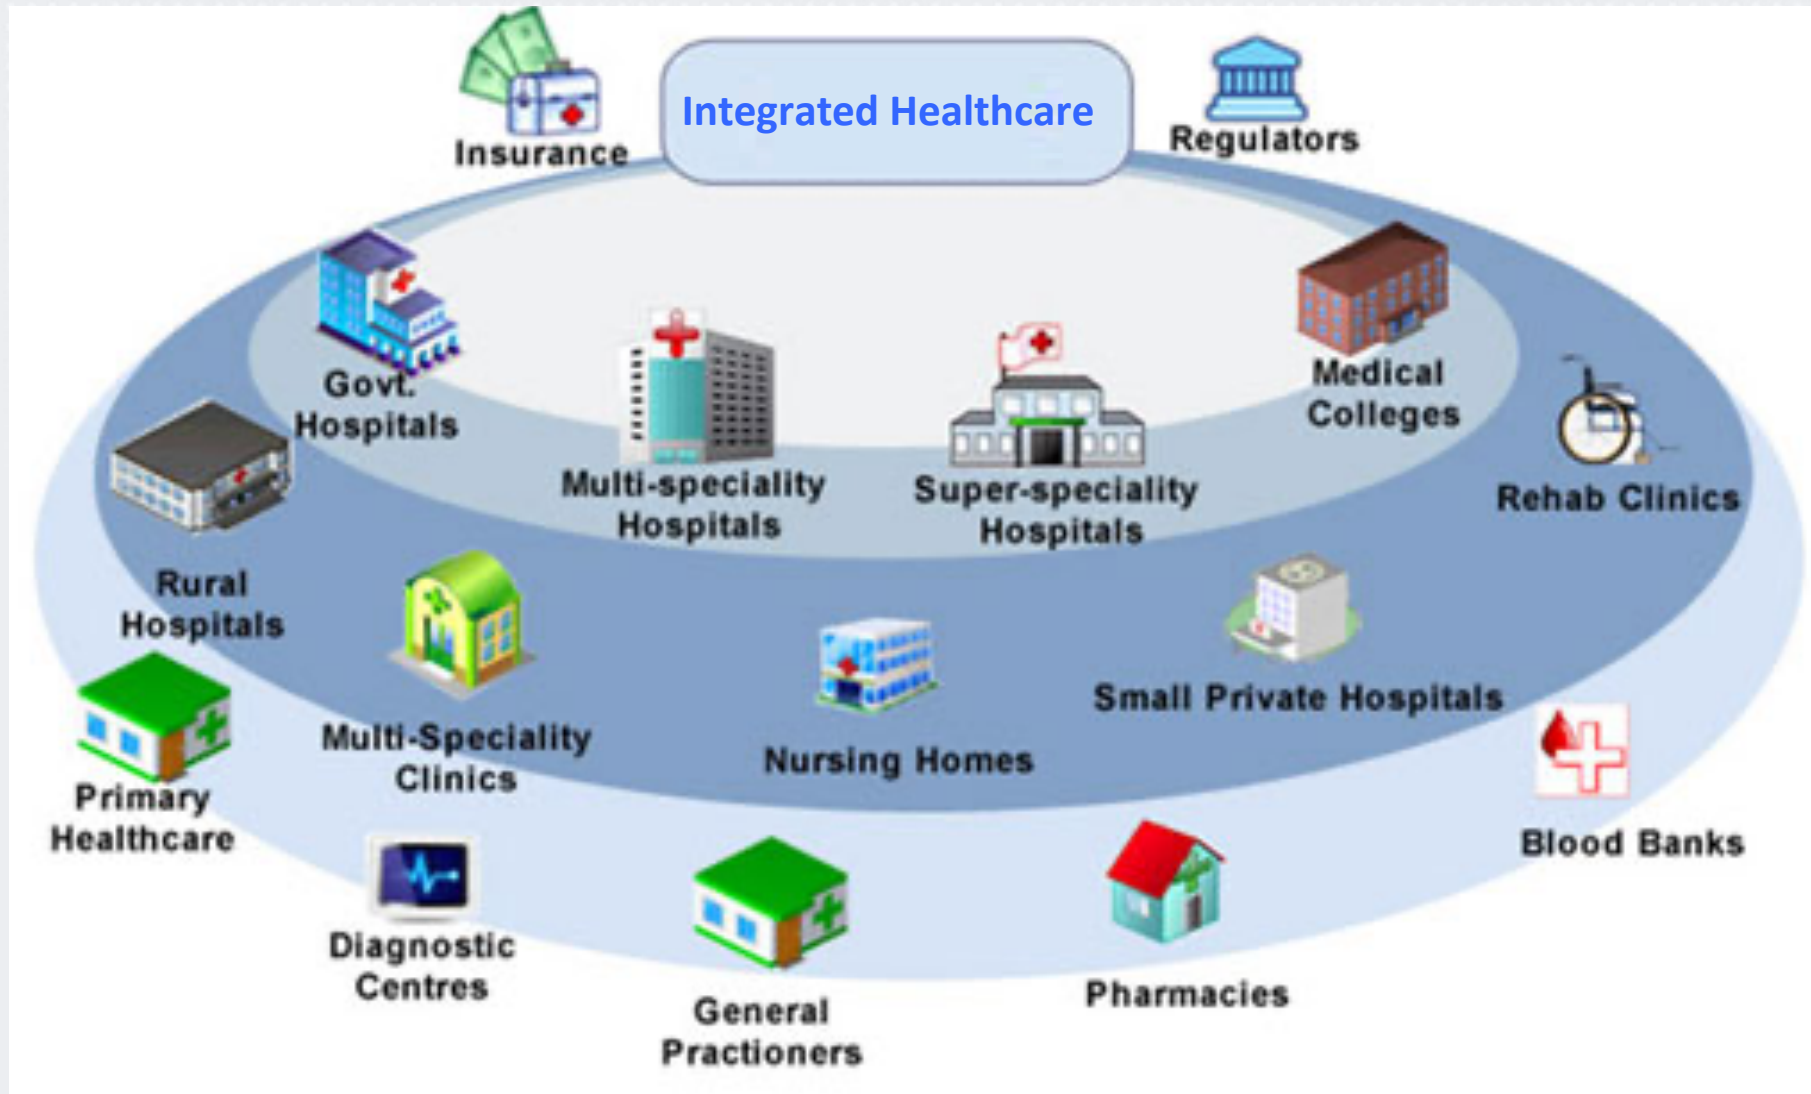 Integrated Healthcare
Insurance
Regulators
Govt.
Hospitals
Medical
Colleges
Multi-speciality
Hospitals
Super-speciality
Hospitals
Rehab Clinics
Rural
Hospitals
Multi-Speciality
Clinics
Nursing Homes
Small Private Hospitals
Primary
Healthcare
Blood Banks
Diagnostic
Centres
General
Practioners
Pharmacies